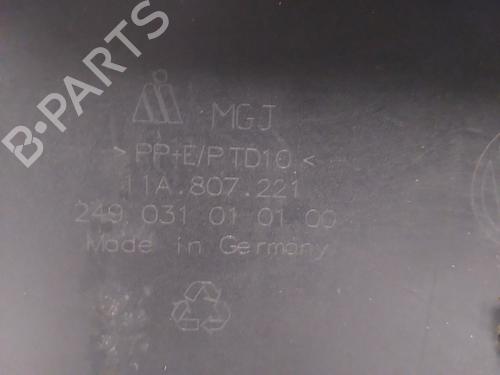 MGJ
>PP+E/P TD10<
11A.807.221
249 031 01 01 00
Made in Germany
B-PARTS